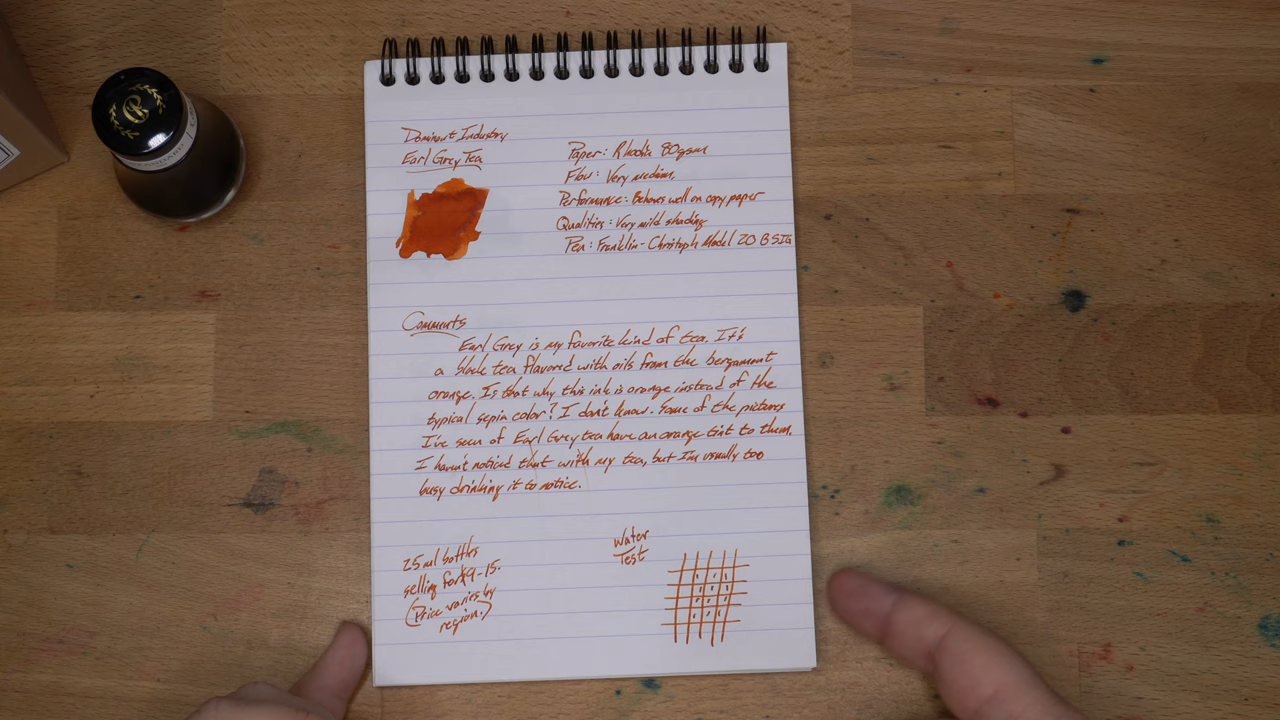 Dominant Industry
Earl Grey Tea
Paper: Rhodia 80gsm
Flow: Very medium.
Performance: Behaves well on copy paper
Qualities: Very mild shading
Pen: Franklin-Christoph Model 20 B SIG
Comments
Earl Grey is my favorite kind of tea. It's
a black tea flavored with oils from the bergamont
orange. Is that why this ink is orange instead of the
typical sepia color? I don't know. Some of the pictures
I've seen of Earl Grey tea have an orange tint to them.
I haven't noticed that with my tea, but I'm usually too
busy drinking it to notice.
25ml bottles
selling for $9-15.
(Price varies by
region.)
Water
Test